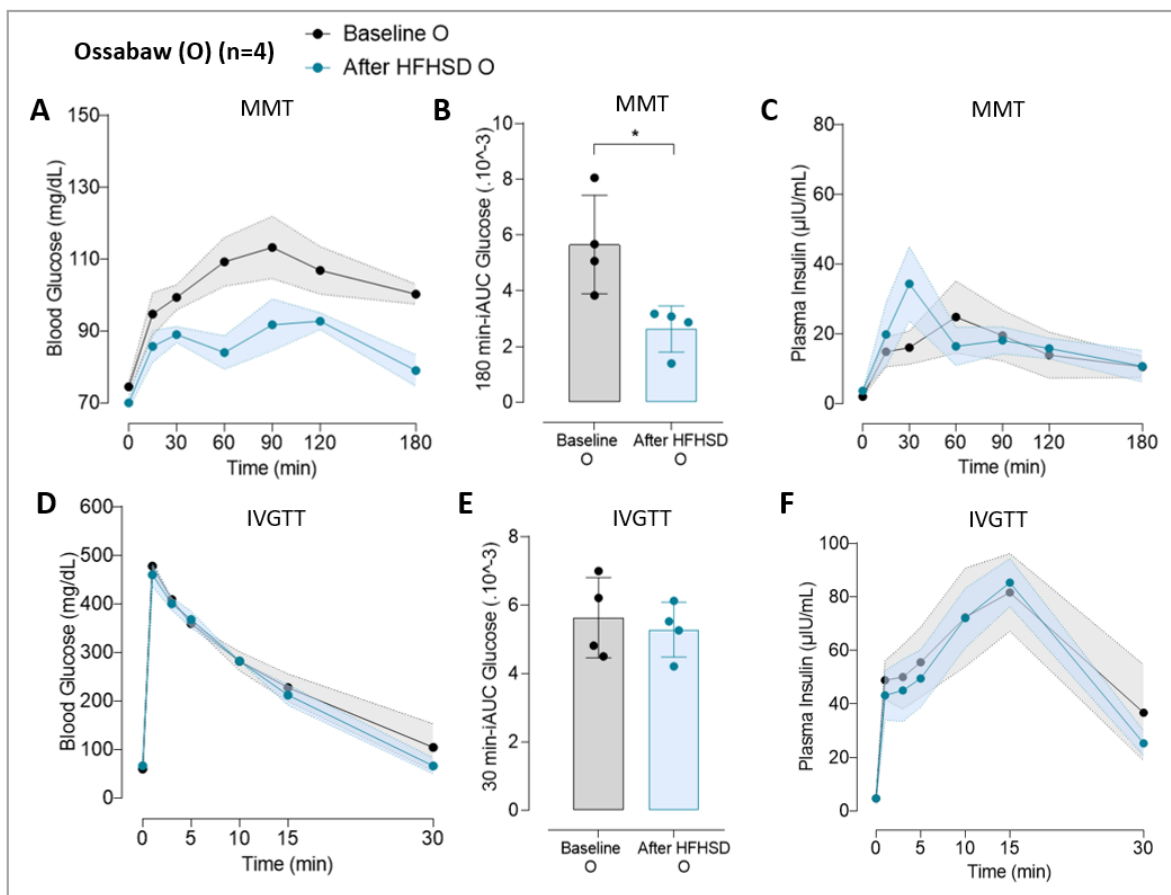 Ossabaw (O) (n=4)
Baseline O
After HFHSD O
A
MMT
Blood Glucose (mg/dL)
150
130
110
90
70
0 30 60 90 120 180
Time (min)
B
MMT
180 min-iAUC Glucose (.10^-3)
10
8
6
4
2
0
*
Baseline After HFHSD
O O
C
MMT
Plasma Insulin (µIU/mL)
80
60
40
20
0
0 30 60 90 120 180
Time (min)
D
IVGTT
Blood Glucose (mg/dL)
600
500
400
300
200
100
0
0 5 10 15 30
Time (min)
E
IVGTT
30 min-iAUC Glucose (.10^-3)
8
6
4
2
0
Baseline After HFHSD
O O
F
IVGTT
Plasma Insulin (µIU/mL)
100
80
60
40
20
0
0 5 10 15 30
Time (min)